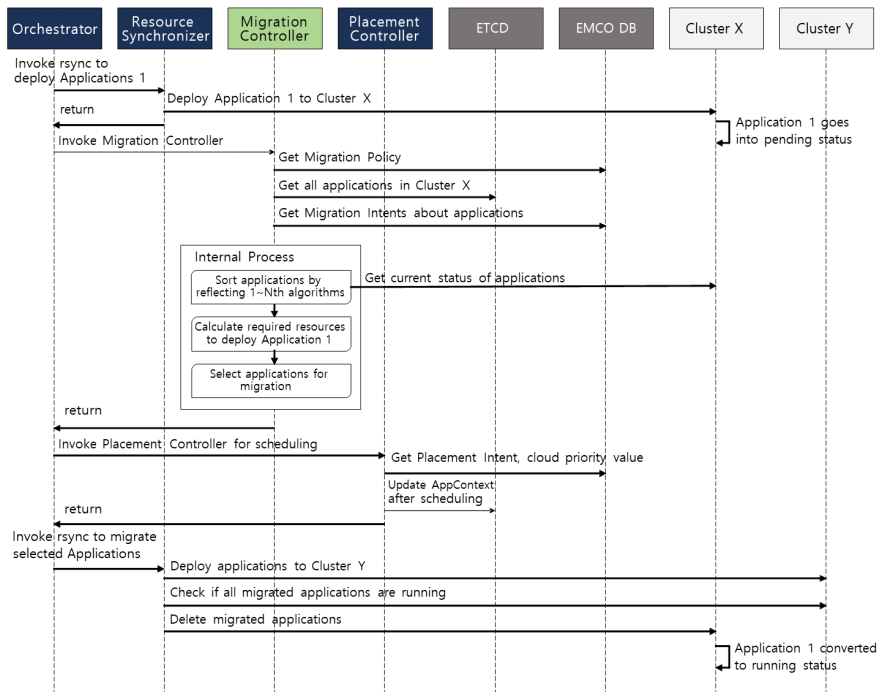 Orchestrator
Resource
Synchronizer
Migration
Controller
Placement
Controller
ETCD
EMCO DB
Cluster X
Cluster Y
Invoke rsync to
deploy Applications 1
Deploy Application 1 to Cluster X
return
Application 1 goes
into pending status
Invoke Migration Controller
Get Migration Policy
Get all applications in Cluster X
Get Migration Intents about applications
Internal Process
Sort applications by
reflecting 1~Nth algorithms
Get current status of applications
Calculate required resources
to deploy Application 1
Select applications for
migration
return
Invoke Placement Controller for scheduling
Get Placement Intent, cloud priority value
Update AppContext
after scheduling
return
Invoke rsync to migrate
selected Applications
Deploy applications to Cluster Y
Check if all migrated applications are running
Delete migrated applications
Application 1 converted
to running status